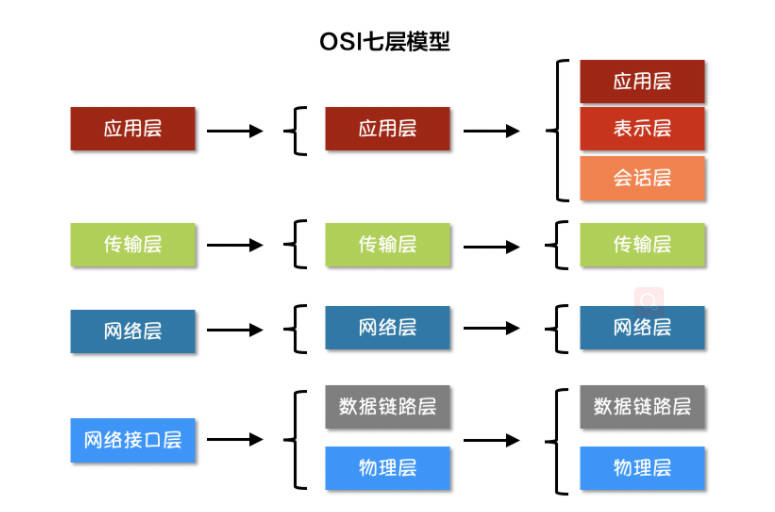 OSI七层模型
应用层
应用层
应用层
表示层
会话层
传输层
传输层
传输层
网络层
网络层
网络层
网络接口层
数据链路层
物理层
数据链路层
物理层